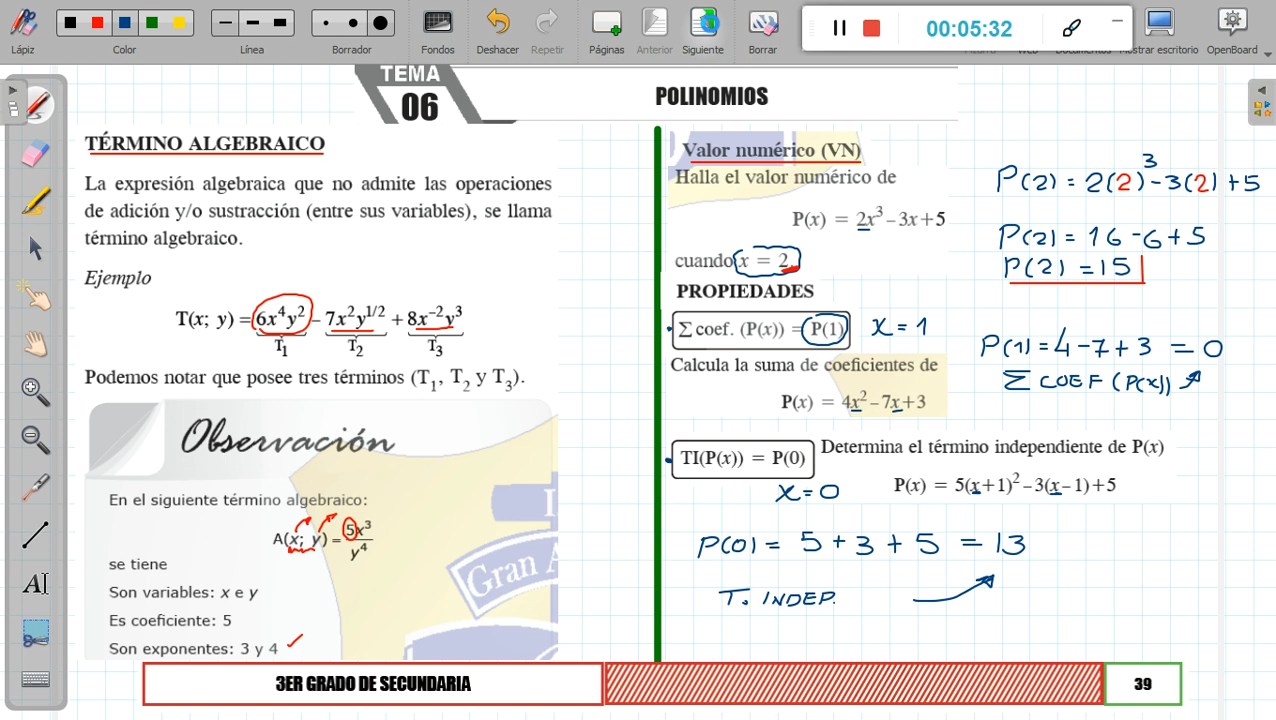 00:05:32
Lápiz
Color
Línea
Borrador
Fondos
Deshacer
Repetir
Páginas
Anterior
Siguiente
Borrar
Mostrar escritorio
OpenBoard
TEMA
06
POLINOMIOS
TÉRMINO ALGEBRAICO
La expresión algebraica que no admite las operaciones
de adición y/o sustracción (entre sus variables), se llama
término algebraico.
Ejemplo
T(x; y) = 6x⁴y² – 7x²y^1/2 + 8x⁻²y³
T₁ T₂ T₃
Podemos notar que posee tres términos (T₁, T₂ y T₃).
Observación
En el siguiente término algebraico:
A(x; y) = 5x³/y⁴
se tiene
Son variables: x e y
Es coeficiente: 5
Son exponentes: 3 y 4 ✓
Gran A
Valor numérico (VN)
Halla el valor numérico de
P(x) = 2x³ – 3x+5
cuando x = 2.
P(2) = 2(2)³ - 3(2) + 5
P(2) = 16 - 6 + 5
P(2) = 15
PROPIEDADES
Σ coef. (P(x)) = P(1)
x = 1
Calcula la suma de coeficientes de
P(x) = 4x² – 7x+3
P(1) = 4 - 7 + 3 = 0
Σ COEF (P(x))
TI(P(x)) = P(0)
x = 0
Determina el término independiente de P(x)
P(x) = 5(x+1)² – 3(x–1)+5
P(0) = 5 + 3 + 5 = 13
T. INDEP.
3ER GRADO DE SECUNDARIA
39